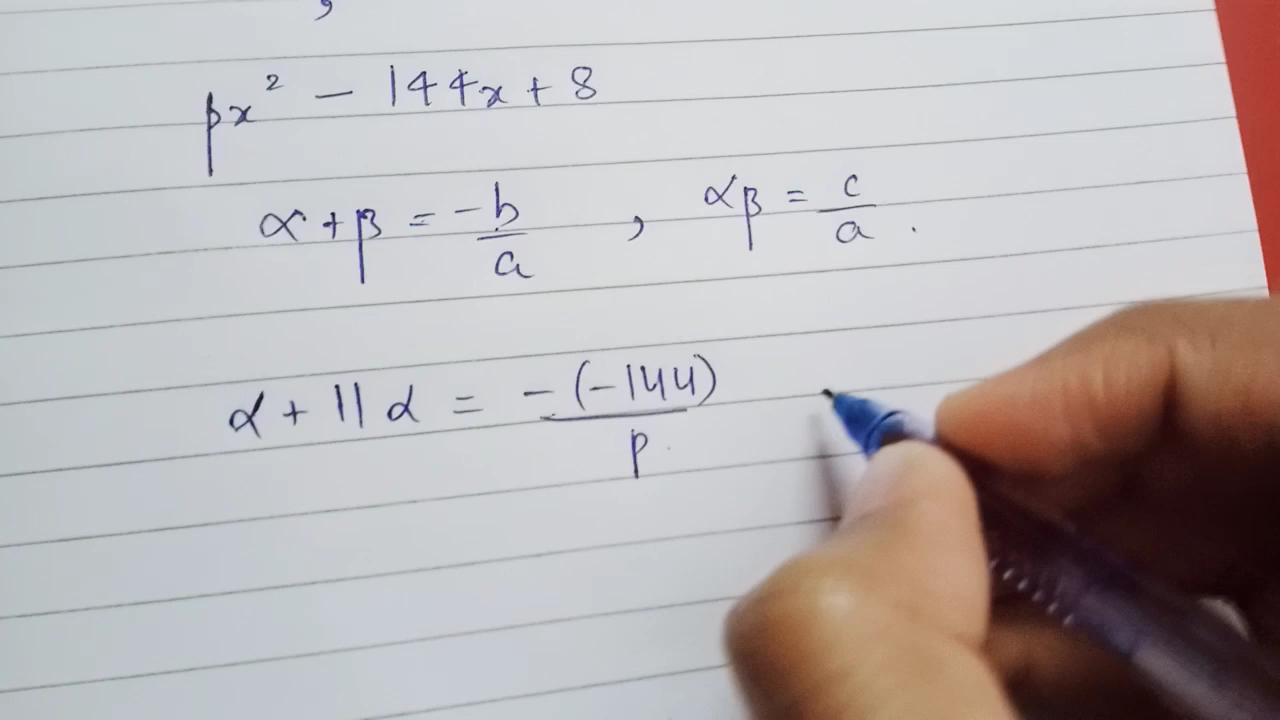 px² - 144x + 8
α + β = -b/a , αβ = c/a .
α + 11α = -(-144)/p